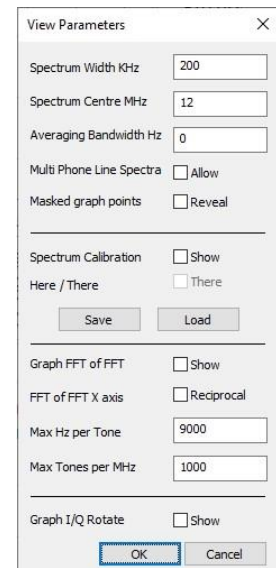 View Parameters
Spectrum Width KHz 200
Spectrum Centre MHz 12
Averaging Bandwidth Hz 0
Multi Phone Line Spectra Allow
Masked graph points Reveal
Spectrum Calibration Show
Here / There There
Save Load
Graph FFT of FFT Show
FFT of FFT X axis Reciprocal
Max Hz per Tone 9000
Max Tones per MHz 1000
Graph I/Q Rotate Show
OK Cancel